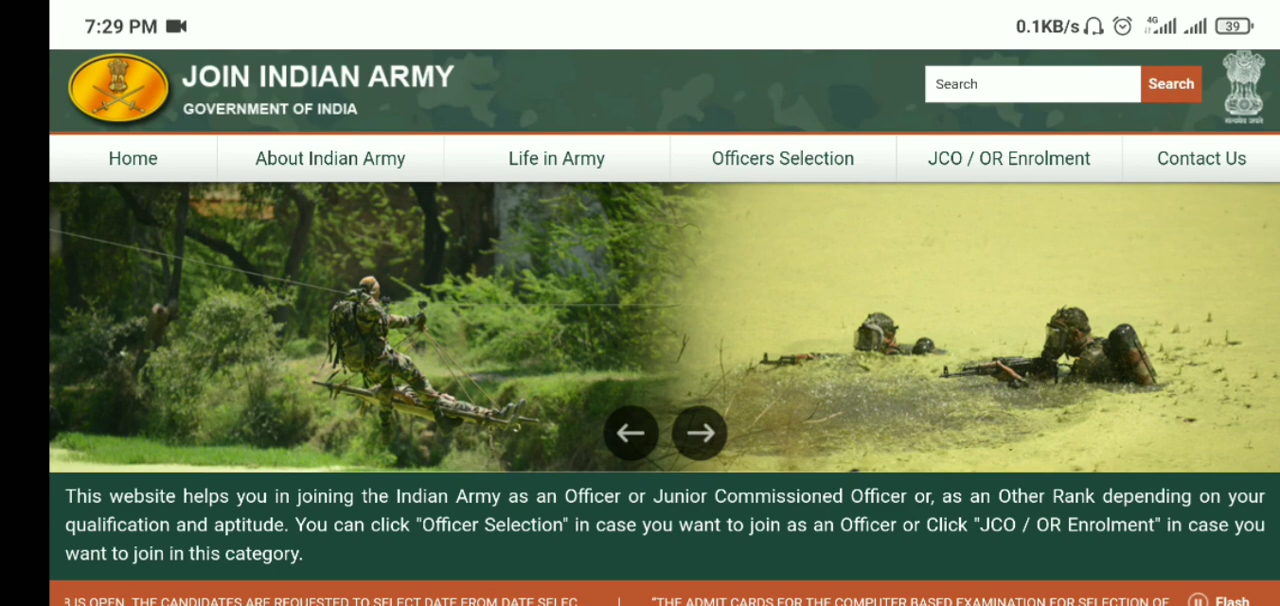 7:29 PM
0.1KB/s 4G 39
JOIN INDIAN ARMY
GOVERNMENT OF INDIA
Search Search
सत्यमेव जयते
Home About Indian Army Life in Army Officers Selection JCO / OR Enrolment Contact Us
This website helps you in joining the Indian Army as an Officer or Junior Commissioned Officer or, as an Other Rank depending on your
qualification and aptitude. You can click "Officer Selection" in case you want to join as an Officer or Click "JCO / OR Enrolment" in case you
want to join in this category.
IS OPEN. THE CANDIDATES ARE REQUESTED TO SELECT DATE FROM DATE SELEC | "THE ADMIT CARDS FOR THE COMPUTER BASED EXAMINATION FOR SELECTION OF Flash